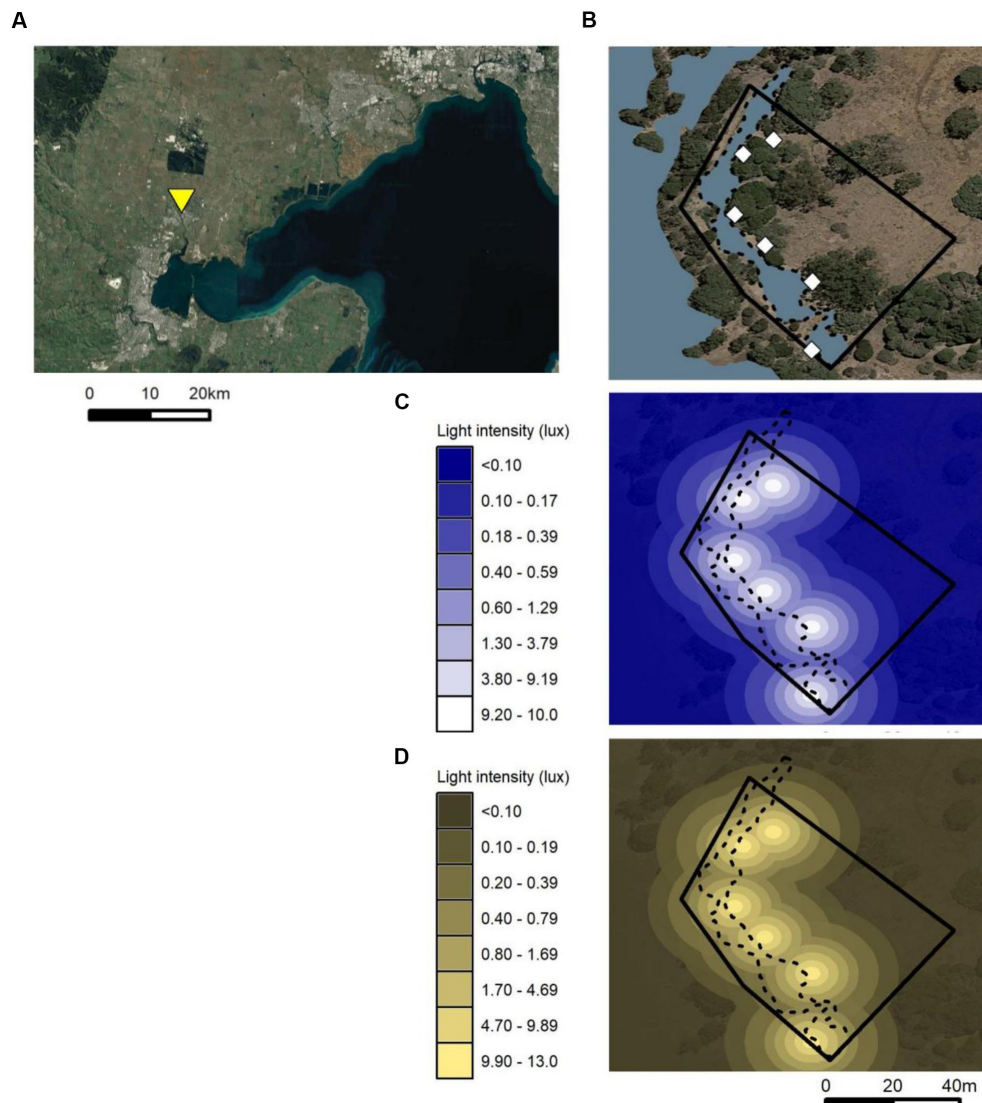 A
B
0 10 20km
C
Light intensity (lux)
<0.10
0.10 - 0.17
0.18 - 0.39
0.40 - 0.59
0.60 - 1.29
1.30 - 3.79
3.80 - 9.19
9.20 - 10.0
D
Light intensity (lux)
<0.10
0.10 - 0.19
0.20 - 0.39
0.40 - 0.79
0.80 - 1.69
1.70 - 4.69
4.70 - 9.89
9.90 - 13.0
0 20 40m